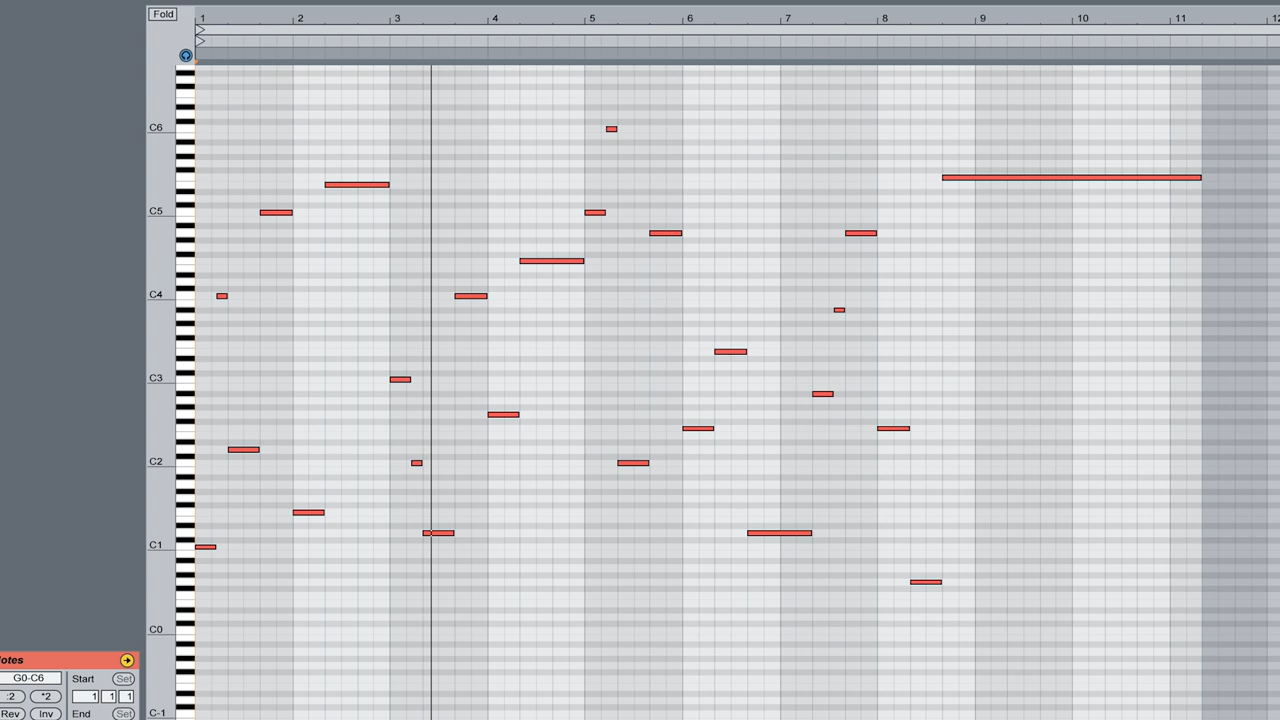 Fold
1 2 3 4 5 6 7 8 9 10 11 12
C6
C5
C4
C3
C2
C1
C0
C-1
otes
G0-C6 Start Set
:2 *2 1 1 1
Rev Inv End Set